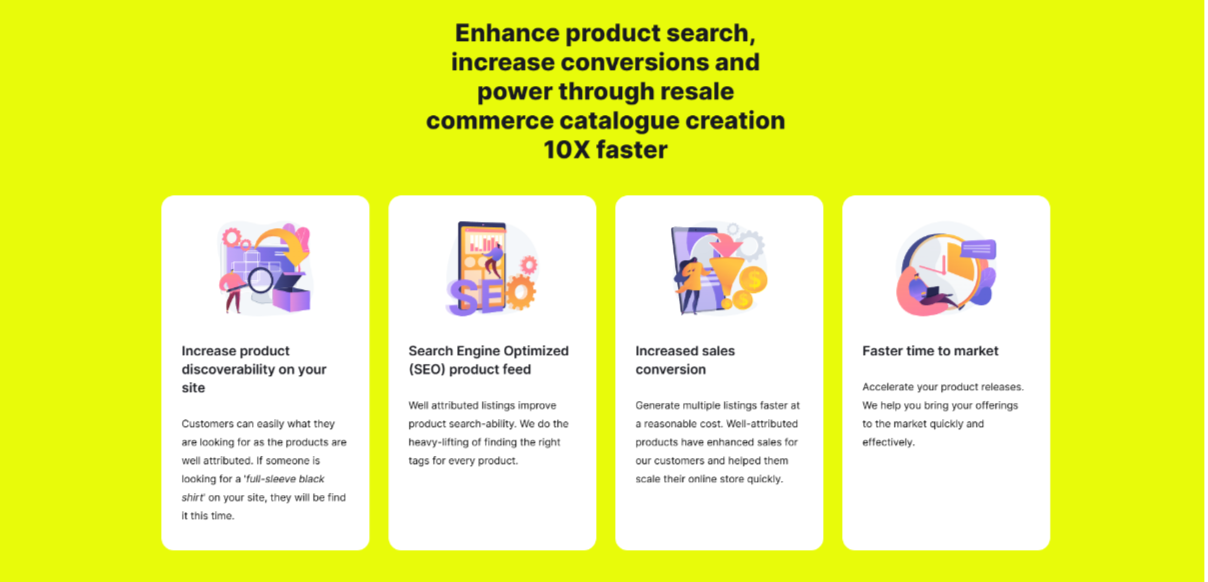 Enhance product search,
increase conversions and
power through resale
commerce catalogue creation
10X faster
SEO
Increase product
discoverability on your
site
Customers can easily what they
are looking for as the products are
well attributed. If someone is
looking for a 'full-sleeve black
shirt' on your site, they will be find
it this time.
Search Engine Optimized
(SEO) product feed
Well attributed listings improve
product search-ability. We do the
heavy-lifting of finding the right
tags for every product.
Increased sales
conversion
Generate multiple listings faster at
a reasonable cost. Well-attributed
products have enhanced sales for
our customers and helped them
scale their online store quickly.
Faster time to market
Accelerate your product releases.
We help you bring your offerings
to the market quickly and
effectively.